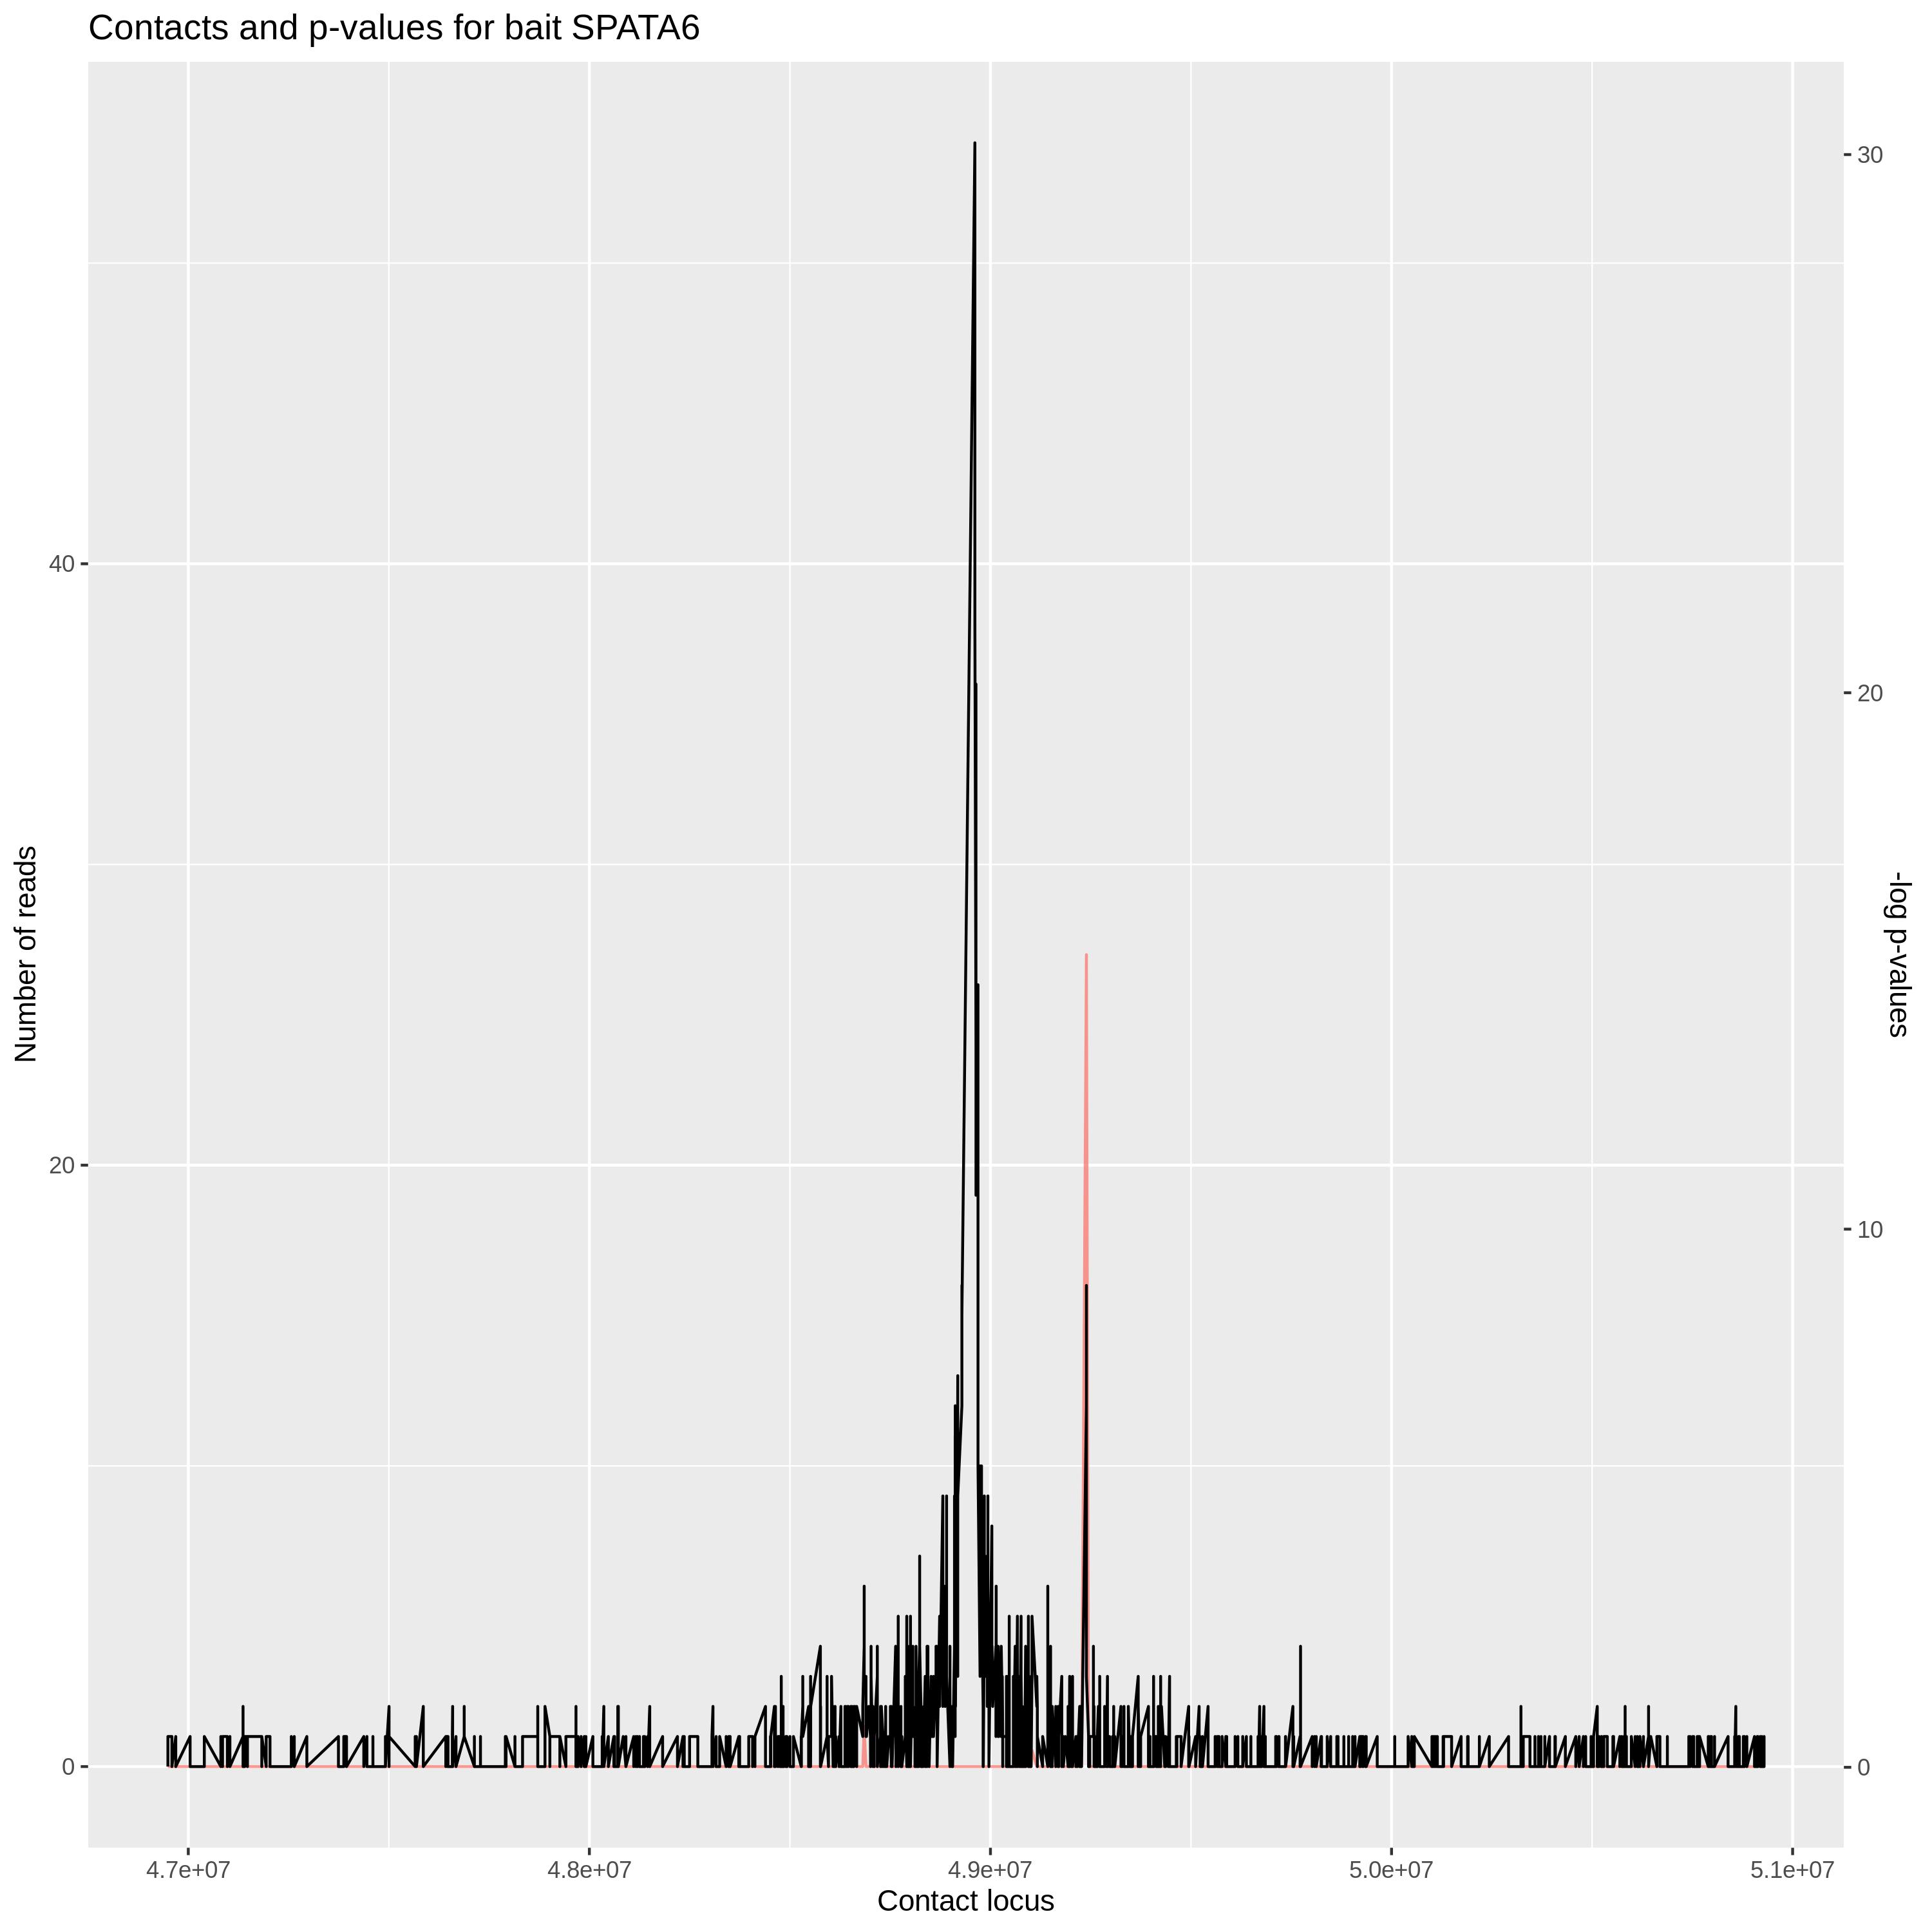 Contacts and p-values for bait SPATA6
Number of reads
40
20
0
30
20
10
0
-log p-values
4.7e+07
4.8e+07
4.9e+07
5.0e+07
5.1e+07
Contact locus